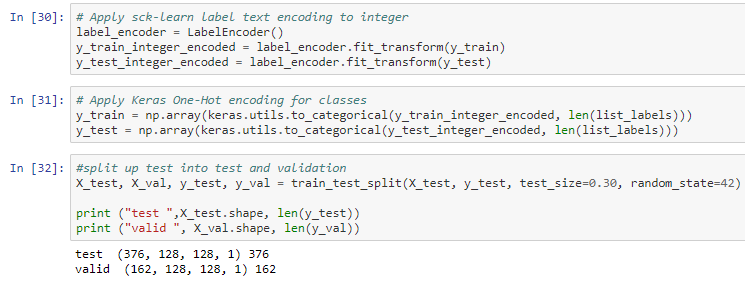 In [30]: # Apply sck-learn label text encoding to integer
label_encoder = LabelEncoder()
y_train_integer_encoded = label_encoder.fit_transform(y_train)
y_test_integer_encoded = label_encoder.fit_transform(y_test)
In [31]: # Apply Keras One-Hot encoding for classes
y_train = np.array(keras.utils.to_categorical(y_train_integer_encoded, len(list_labels)))
y_test = np.array(keras.utils.to_categorical(y_test_integer_encoded, len(list_labels)))
In [32]: #split up test into test and validation
X_test, X_val, y_test, y_val = train_test_split(X_test, y_test, test_size=0.30, random_state=42)
print ("test ",X_test.shape, len(y_test))
print ("valid ", X_val.shape, len(y_val))
test  (376, 128, 128, 1) 376
valid  (162, 128, 128, 1) 162